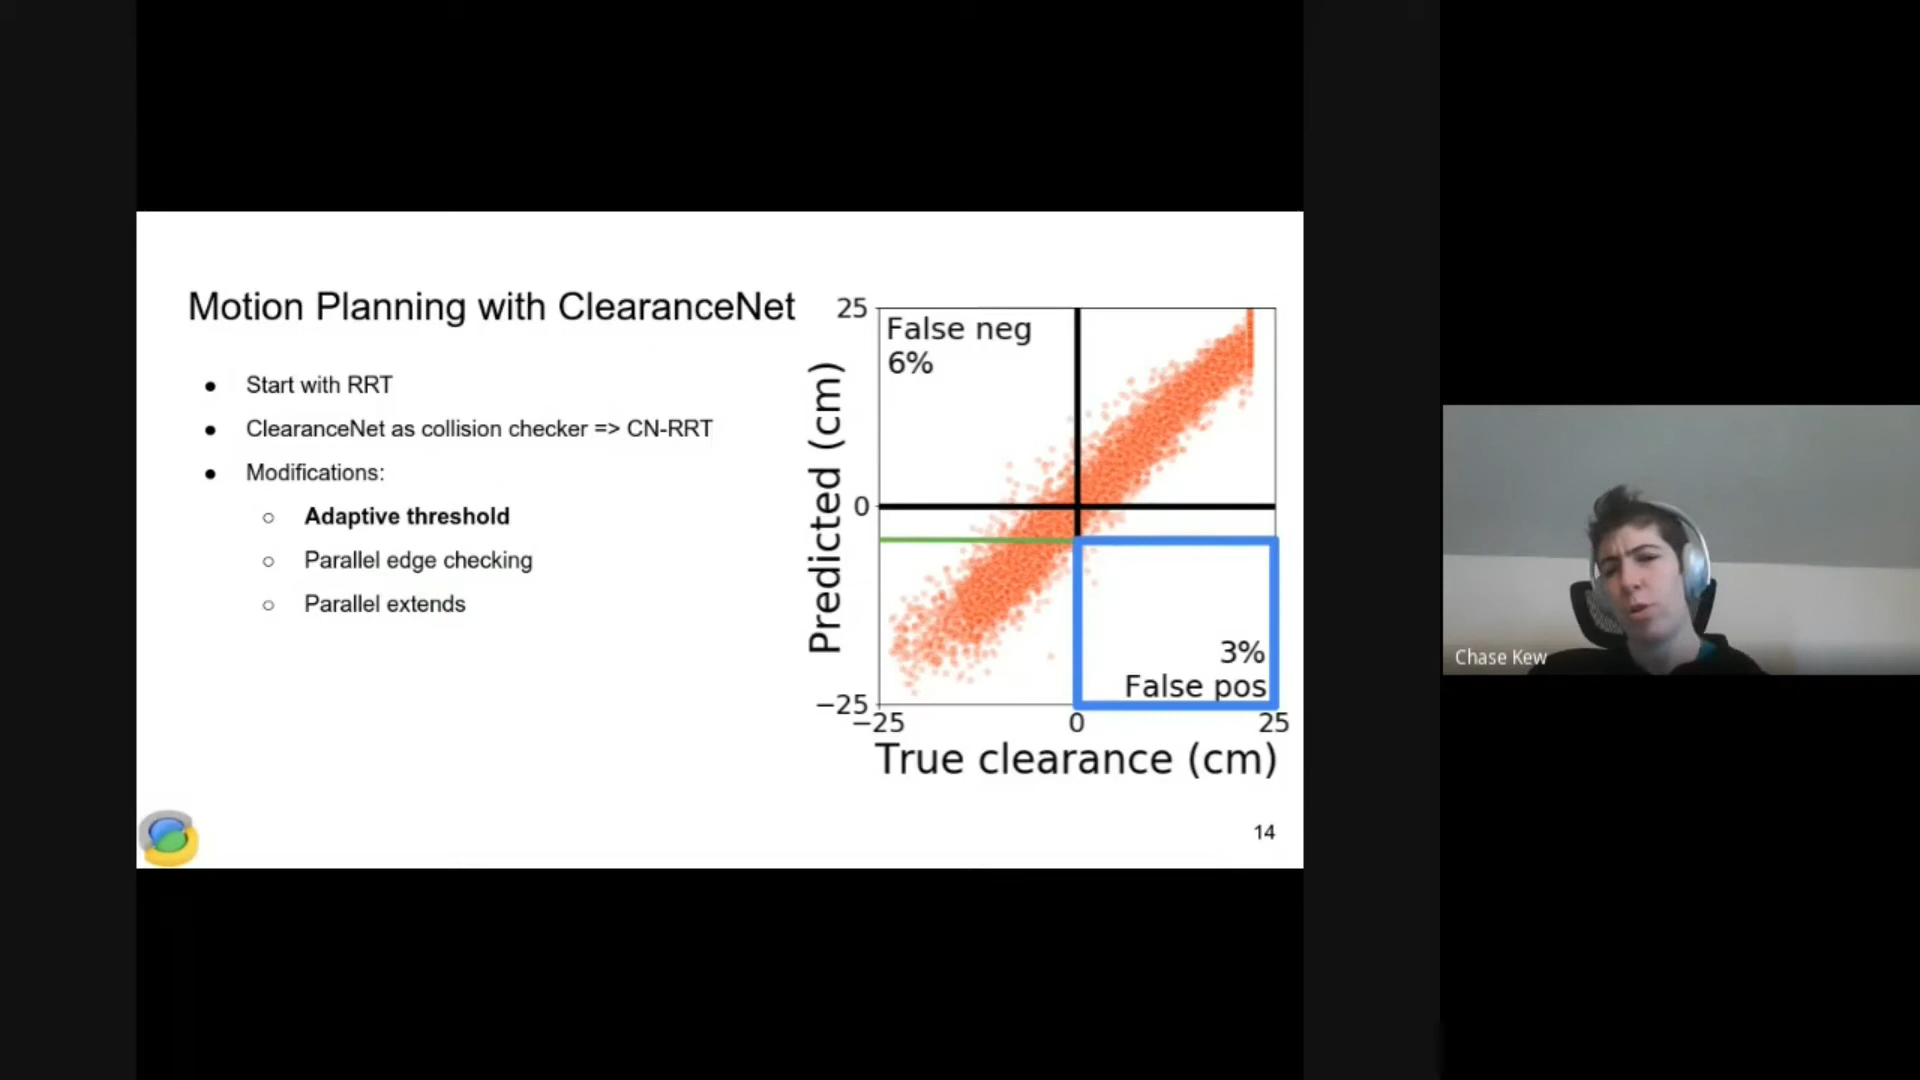 Motion Planning with ClearanceNet
Start with RRT
ClearanceNet as collision checker => CN-RRT
Modifications:
Adaptive threshold
Parallel edge checking
Parallel extends
25
False neg
6%
Predicted (cm)
0
3%
False pos
−25
−25
0
25
True clearance (cm)
14
Chase Kew